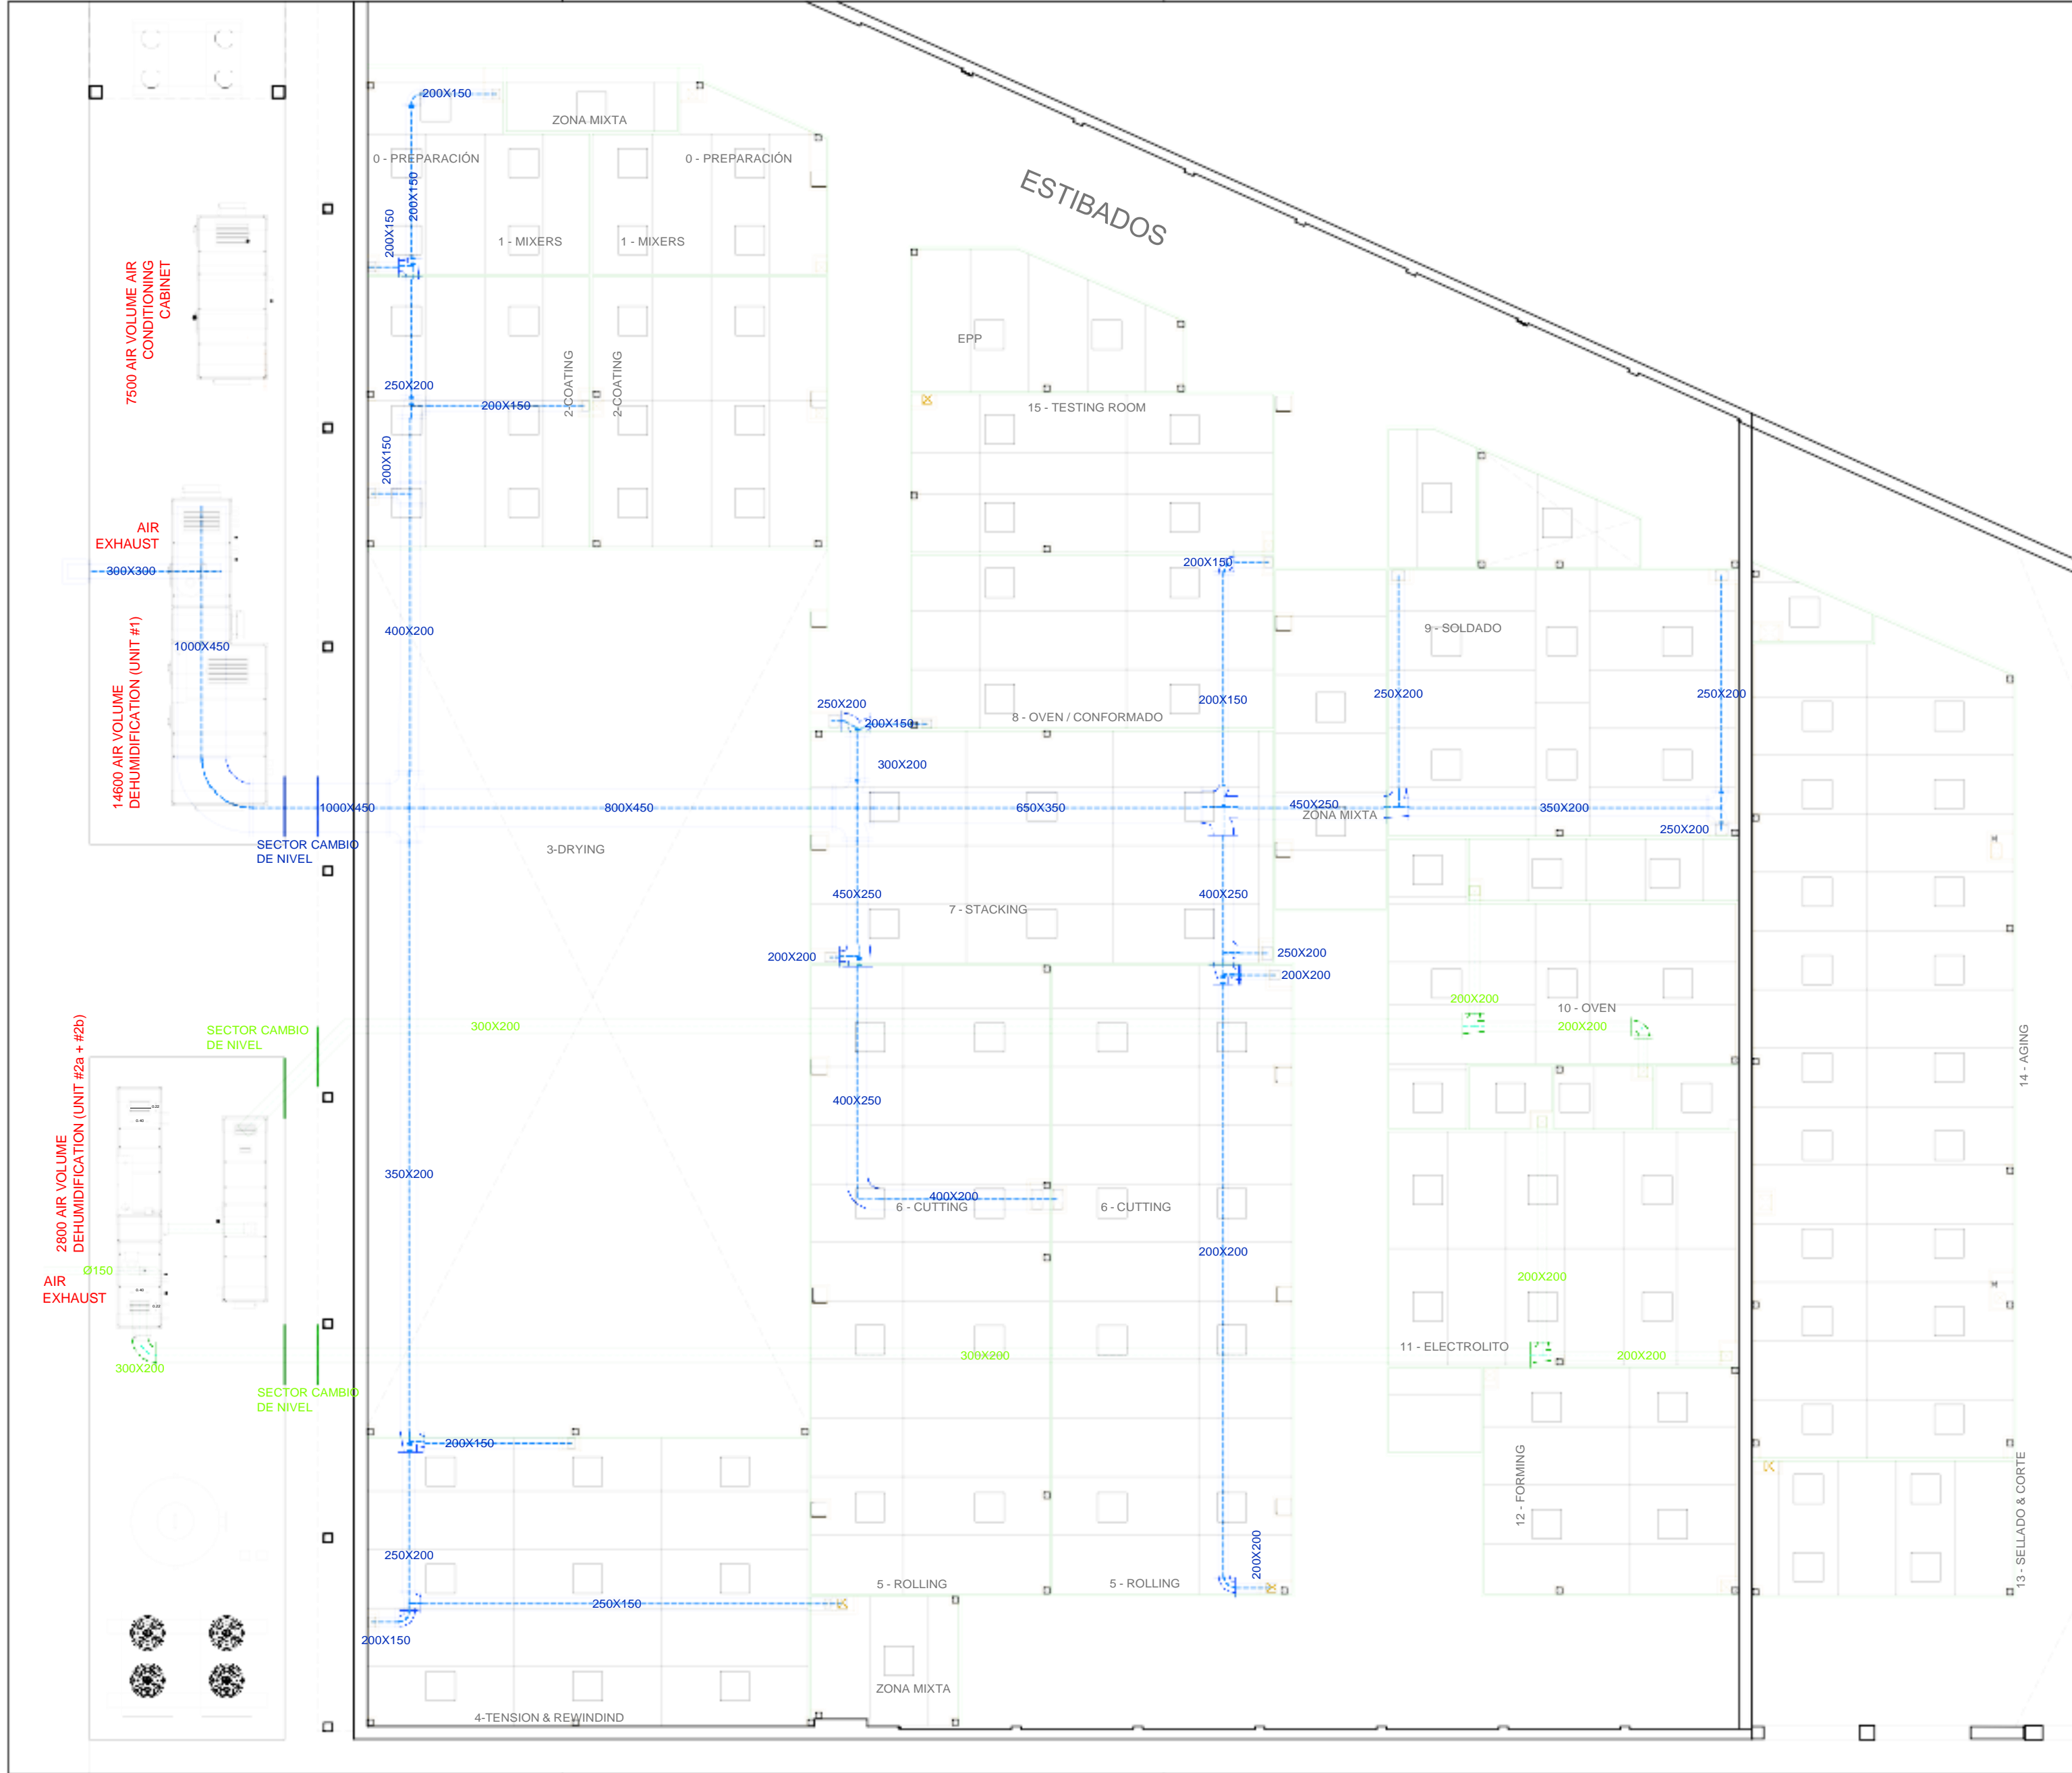 200X150
ZONA MIXTA
0 - PREPARACIÓN
0 - PREPARACIÓN
200X150
200X150
1 - MIXERS
1 - MIXERS
ESTIBADOS
7500 AIR VOLUME AIR
CONDITIONING
CABINET
EPP
250X200
200X150
2-COATING
2-COATING
15 - TESTING ROOM
200X150
AIR
EXHAUST
300X300
200X150
400X200
9 - SOLDADO
1000X450
14600 AIR VOLUME
DEHUMIDIFICATION (UNIT #1)
250X200
200X150
8 - OVEN / CONFORMADO
200X150
250X200
250X200
300X200
1000X450
800X450
650X350
450X250
350X200
ZONA MIXTA
250X200
SECTOR CAMBIO
DE NIVEL
3-DRYING
450X250
400X250
7 - STACKING
200X200
250X200
200X200
200X200
10 - OVEN
200X200
SECTOR CAMBIO
DE NIVEL
300X200
14 - AGING
2800 AIR VOLUME
DEHUMIDIFICATION (UNIT #2a + #2b)
400X250
350X200
400X200
6 - CUTTING
6 - CUTTING
200X200
Ø150
AIR
EXHAUST
200X200
11 - ELECTROLITO
300X200
200X200
300X200
SECTOR CAMBIO
DE NIVEL
200X150
12 - FORMING
13 - SELLADO & CORTE
250X200
200X200
5 - ROLLING
5 - ROLLING
250X150
200X150
ZONA MIXTA
4-TENSION & REWINDIND